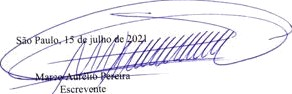 São Paulo, 15 de julho de 2021
Marco Aurélio Pereira
Escrevente